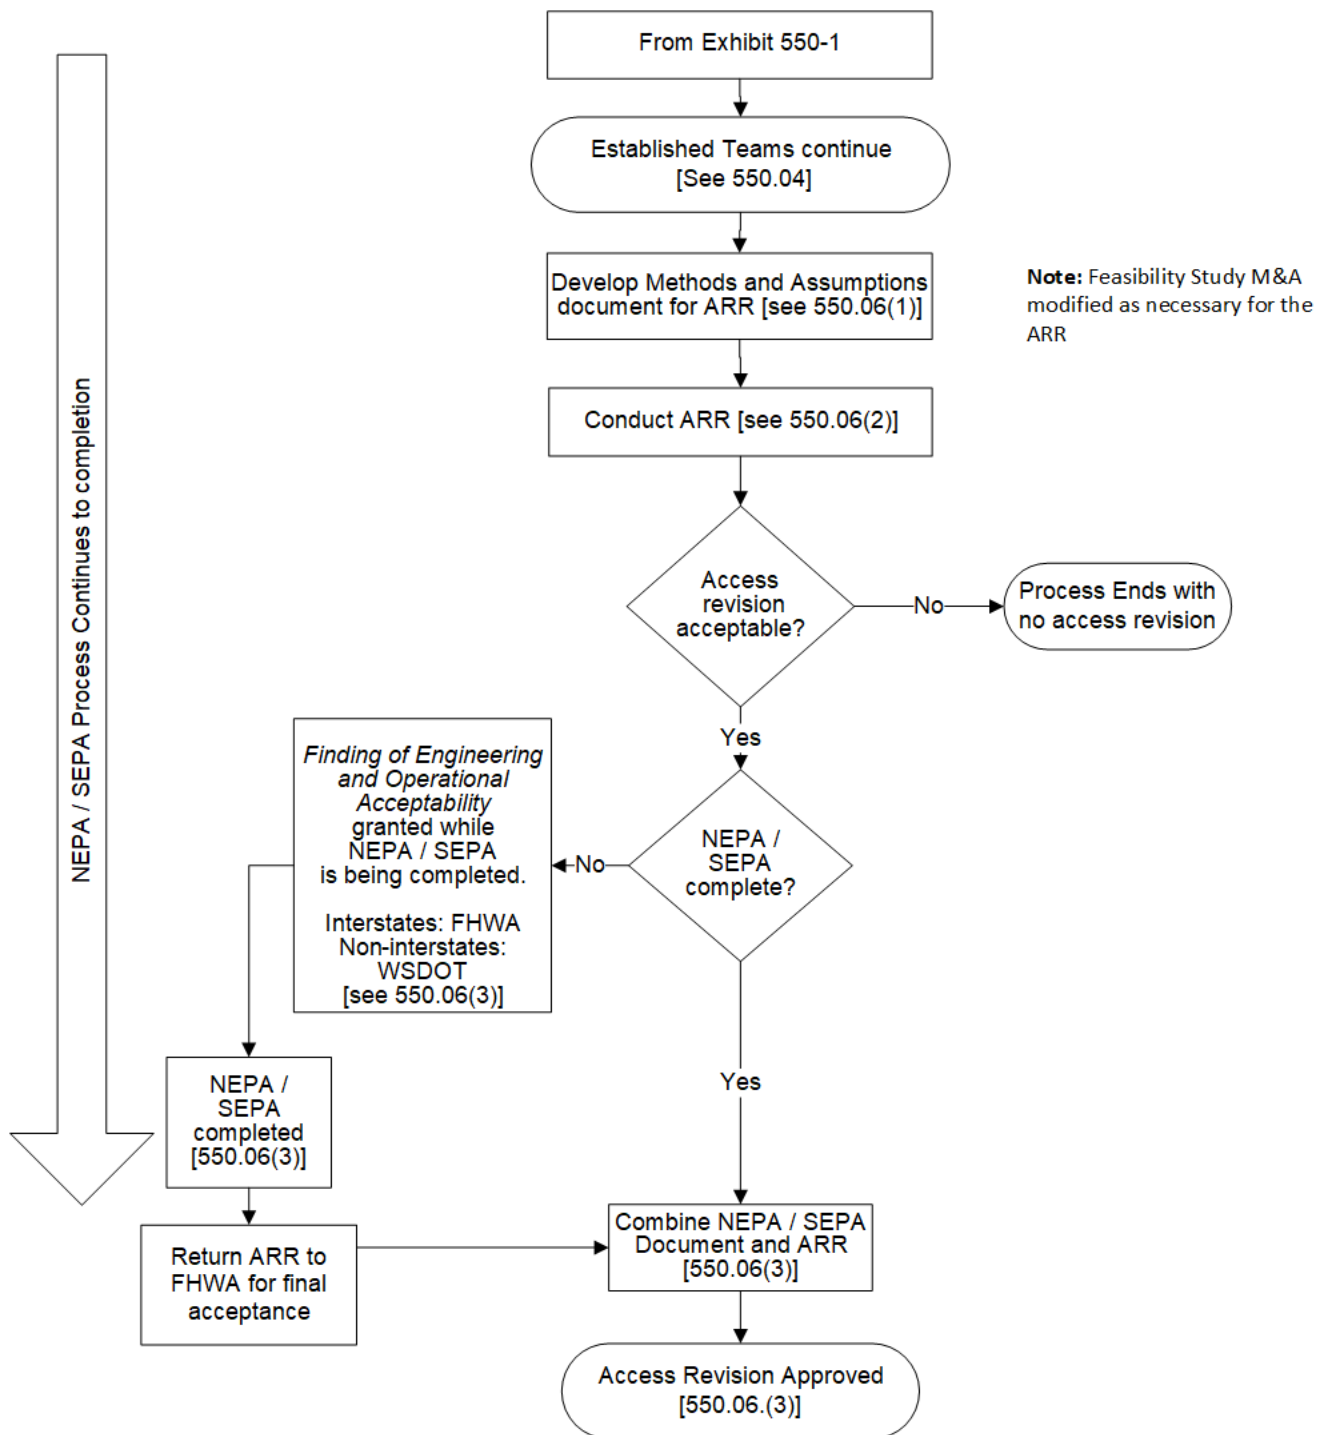 From Exhibit 550-1
Established Teams continue
[See 550.04]
Develop Methods and Assumptions
document for ARR [see 550.06(1)]
Note: Feasibility Study M&A
modified as necessary for the
ARR
Conduct ARR [see 550.06(2)]
Access
revision
acceptable?
No
Process Ends with
no access revision
Yes
NEPA / SEPA Process Continues to completion
Finding of Engineering
and Operational
Acceptability
granted while
NEPA / SEPA
is being completed.
Interstates: FHWA
Non-interstates:
WSDOT
[see 550.06(3)]
No
NEPA /
SEPA
complete?
Yes
NEPA /
SEPA
completed
[550.06(3)]
Return ARR to
FHWA for final
acceptance
Combine NEPA / SEPA
Document and ARR
[550.06(3)]
Access Revision Approved
[550.06.(3)]